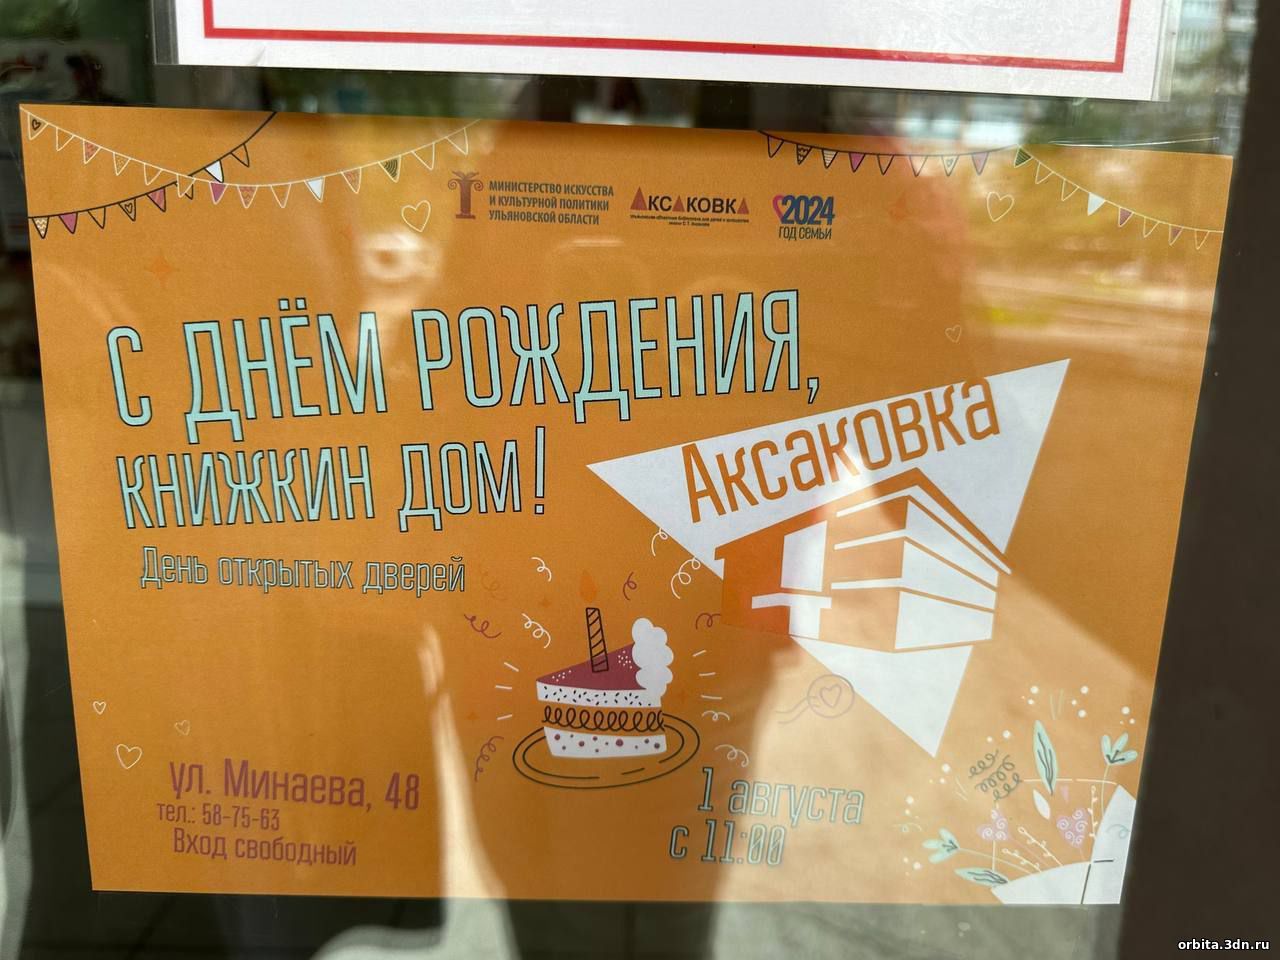 МИНИСТЕРСТВО ИСКУССТВА
И КУЛЬТУРНОЙ ПОЛИТИКИ
УЛЬЯНОВСКОЙ ОБЛАСТИ
АКСАКОВКА
2024
ГОД СЕМЬИ
С ДНЁМ РОЖДЕНИЯ,
КНИЖКИН ДОМ!
День открытых дверей
Аксаковка
ул. Минаева, 48
тел.: 58-75-63
Вход свободный
1 августа
с 11:00
orbita.3dn.ru